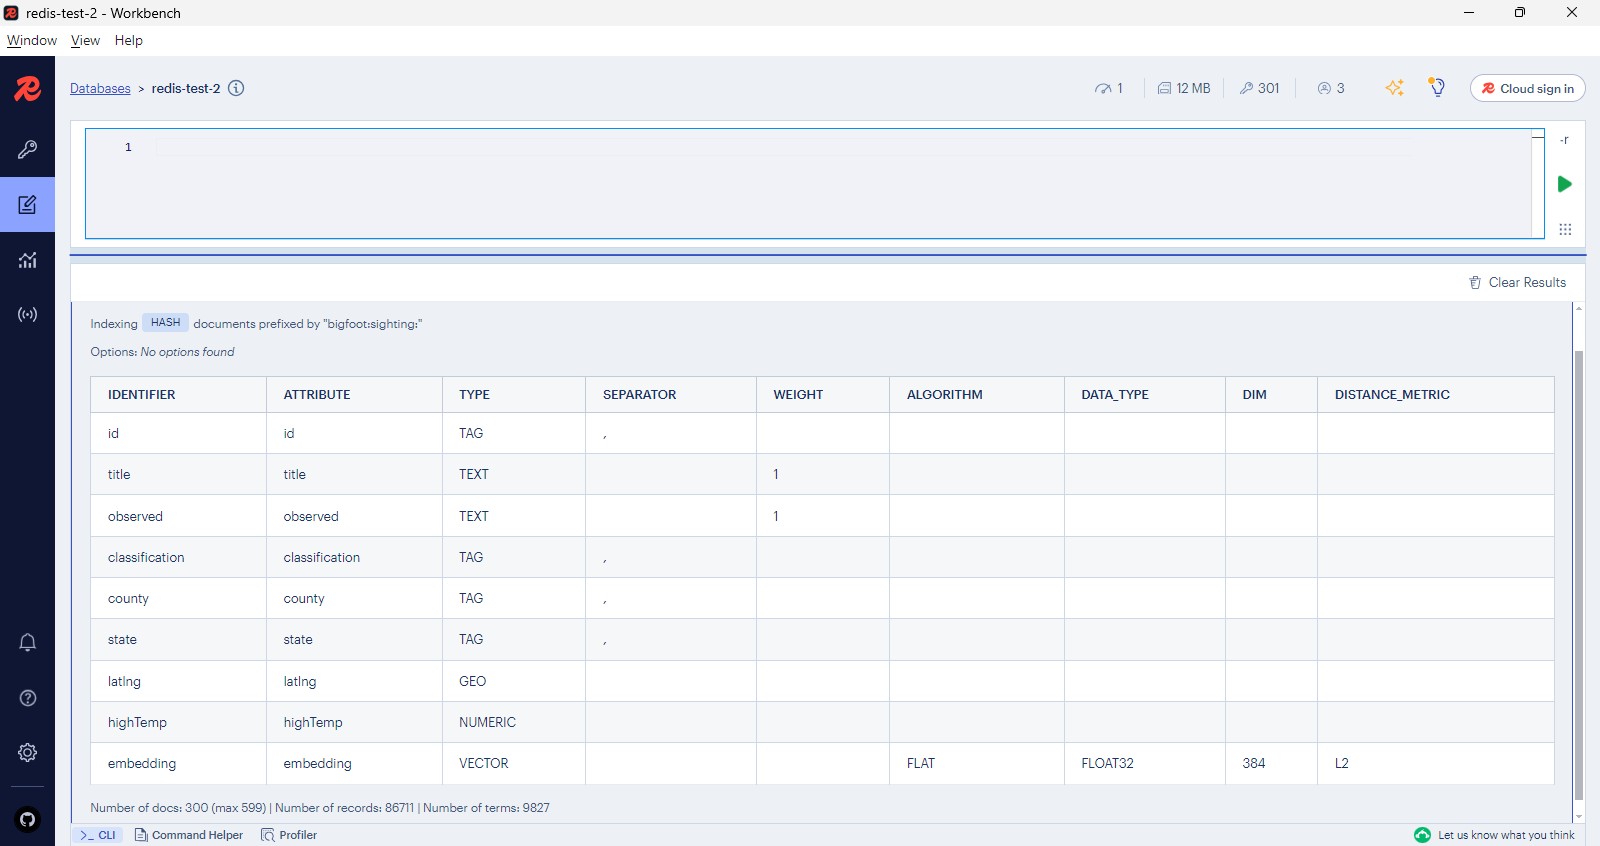 redis-test-2 - Workbench
Window View Help
Databases > redis-test-2 1 12 MB 301 3 Cloud sign in
1
-r
Clear Results
Indexing HASH documents prefixed by "bigfoot:sighting:"
Options: No options found
IDENTIFIER ATTRIBUTE TYPE SEPARATOR WEIGHT ALGORITHM DATA_TYPE DIM DISTANCE_METRIC
id id TAG ,
title title TEXT 1
observed observed TEXT 1
classification classification TAG ,
county county TAG ,
state state TAG ,
latlng latlng GEO
highTemp highTemp NUMERIC
embedding embedding VECTOR FLAT FLOAT32 384 L2
Number of docs: 300 (max 599) | Number of records: 86711 | Number of terms: 9827
>_ CLI Command Helper Profiler Let us know what you think